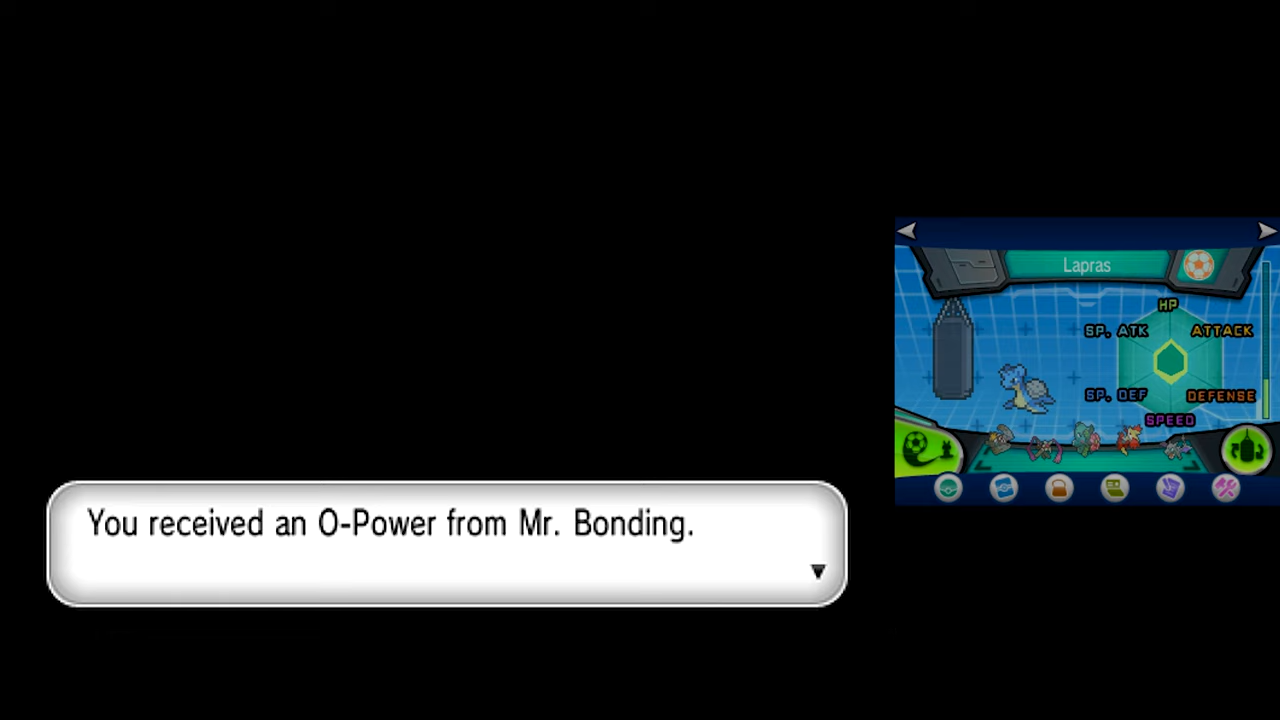 You received an O-Power from Mr. Bonding.
Lapras
HP
SP. ATK
ATTACK
SP. DEF
DEFENSE
SPEED